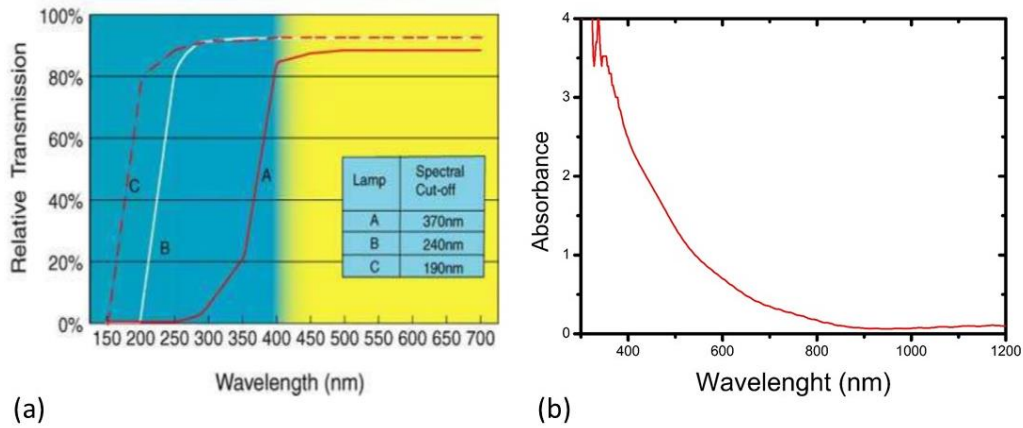 100%
80%
60%
40%
20%
0%
Relative Transmission
C
B
A
Lamp Spectral Cut-off
A 370nm
B 240nm
C 190nm
150 200 250 300 350 400 450 500 550 600 650 700
Wavelength (nm)
(a)
4
3
2
1
0
Absorbance
400 600 800 1000 1200
Wavelenght (nm)
(b)